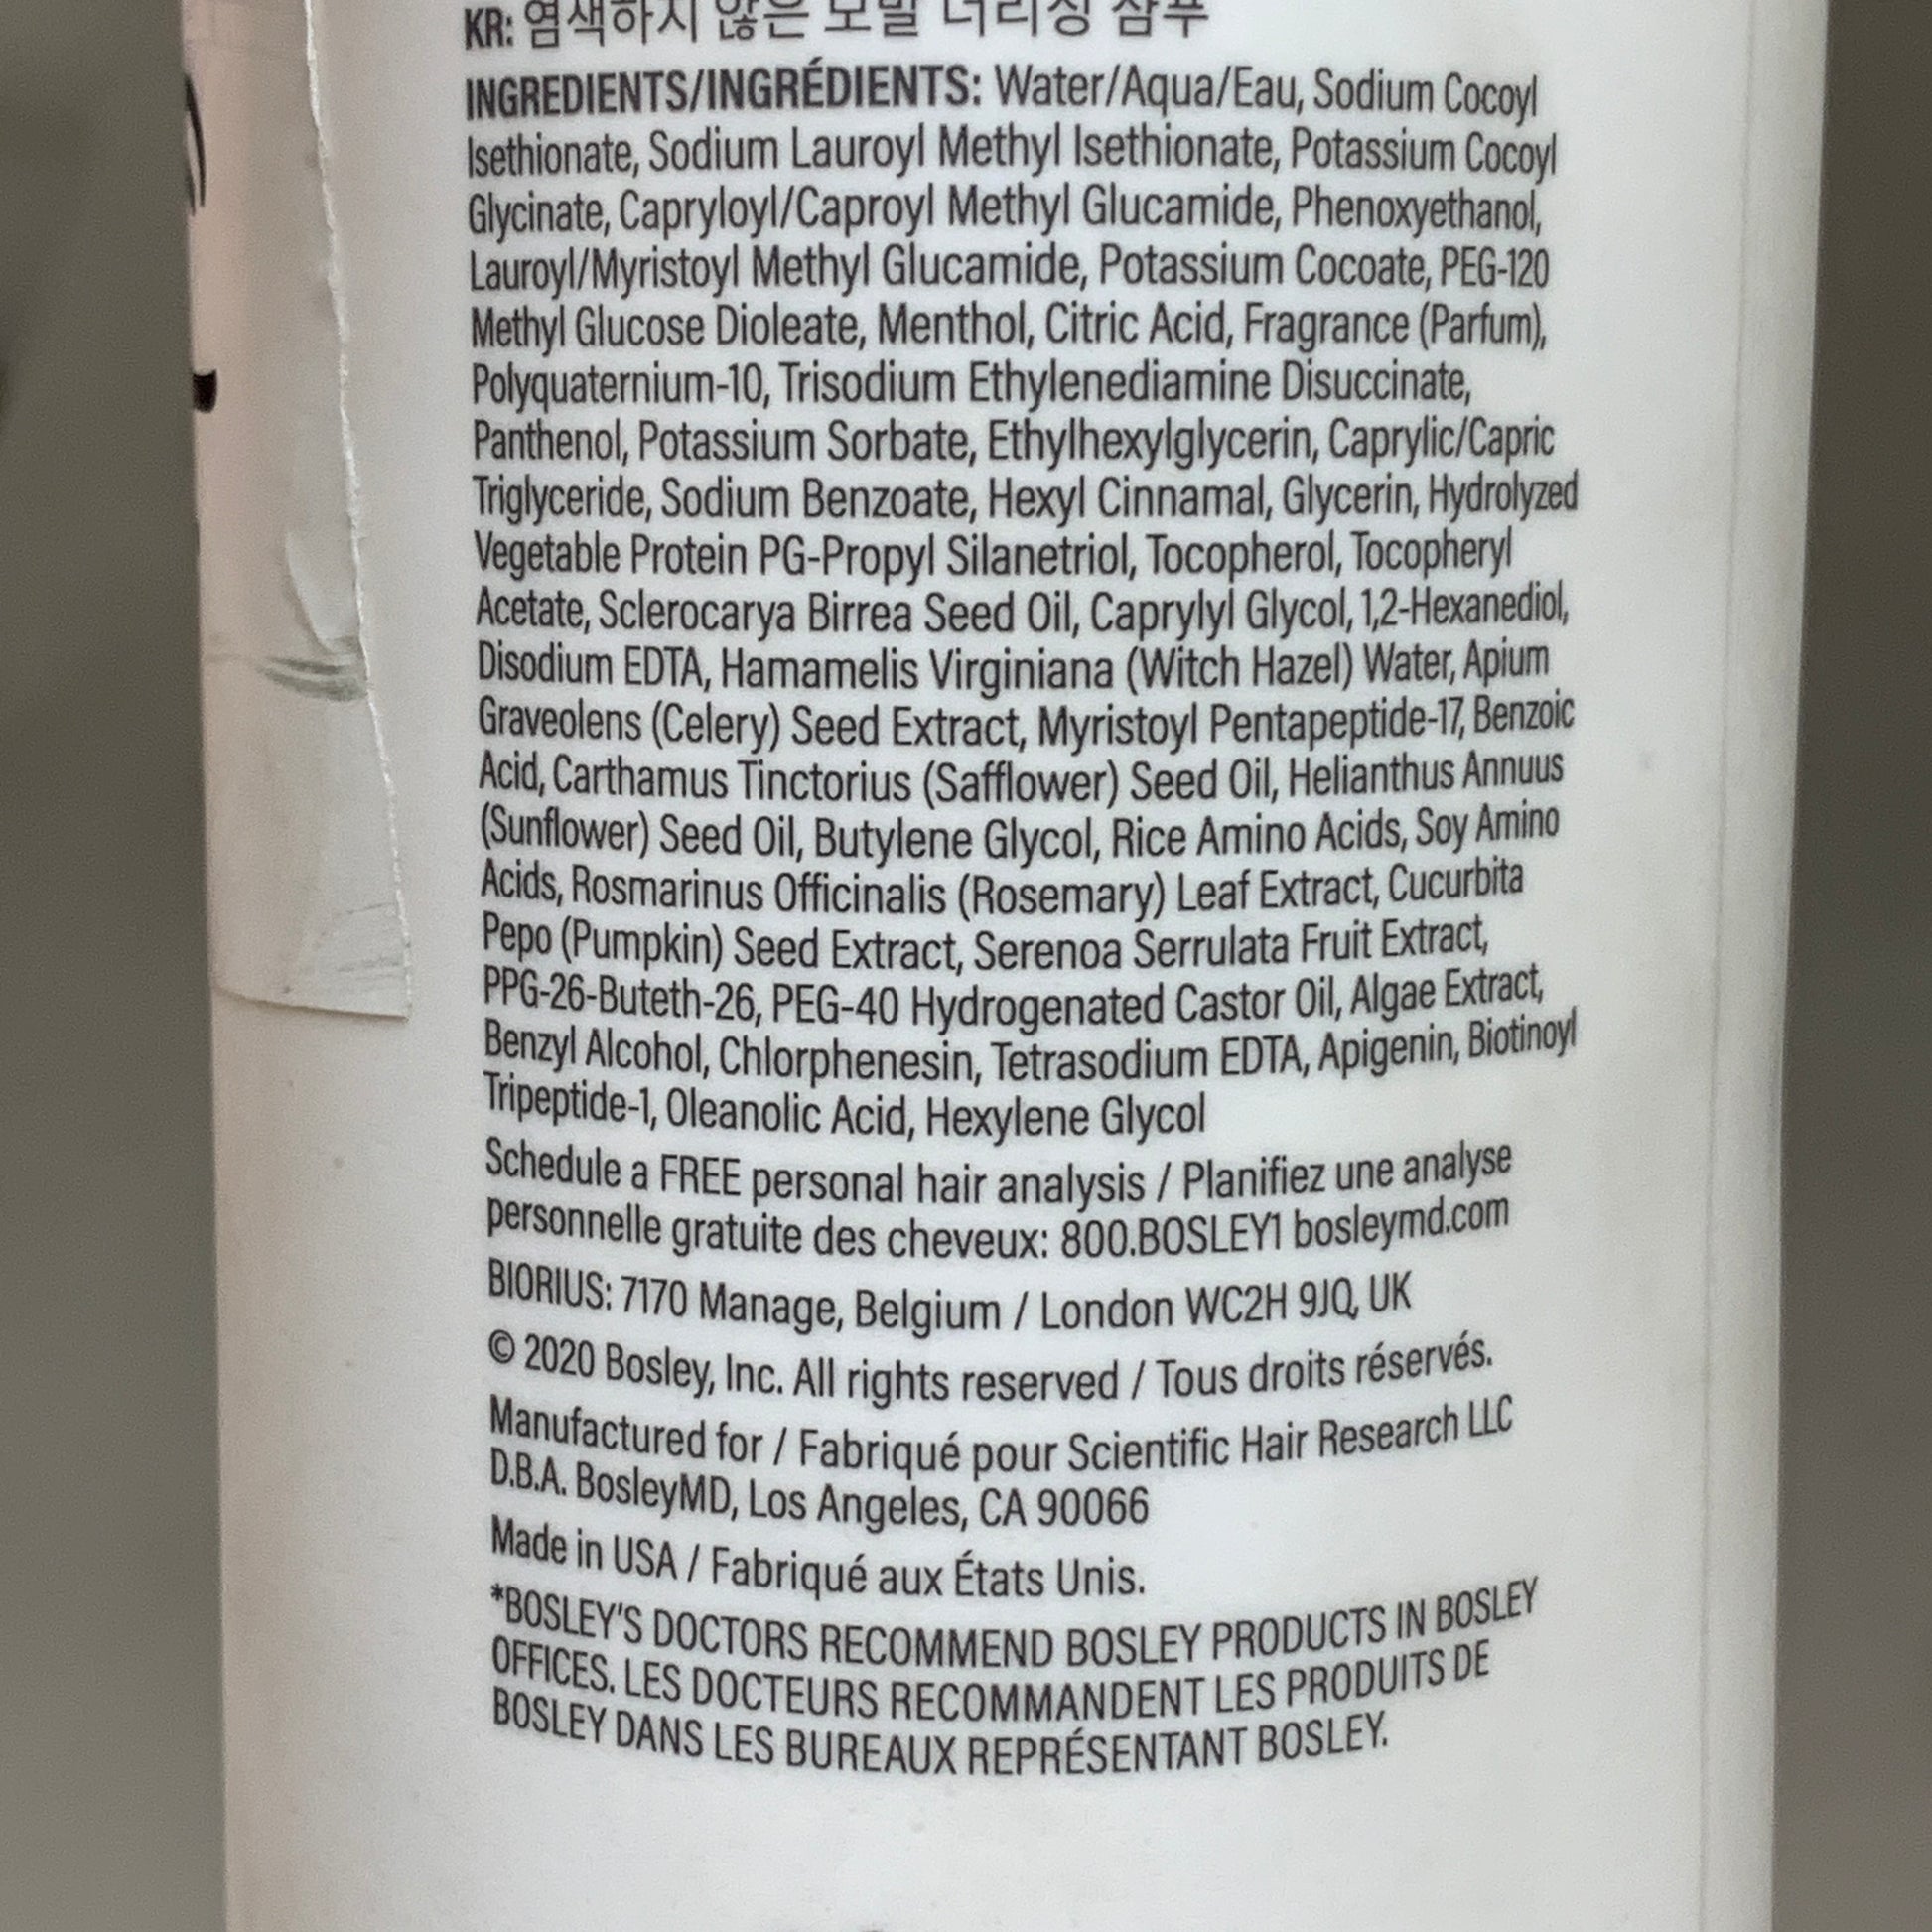 KR: 염색하지 않은 모발 너리싱 샴푸
INGREDIENTS/INGRÉDIENTS: Water/Aqua/Eau, Sodium Cocoyl
Isethionate, Sodium Lauroyl Methyl Isethionate, Potassium Cocoyl
Glycinate, Capryloyl/Caproyl Methyl Glucamide, Phenoxyethanol,
Lauroyl/Myristoyl Methyl Glucamide, Potassium Cocoate, PEG-120
Methyl Glucose Dioleate, Menthol, Citric Acid, Fragrance (Parfum),
Polyquaternium-10, Trisodium Ethylenediamine Disuccinate,
Panthenol, Potassium Sorbate, Ethylhexylglycerin, Caprylic/Capric
Triglyceride, Sodium Benzoate, Hexyl Cinnamal, Glycerin, Hydrolyzed
Vegetable Protein PG-Propyl Silanetriol, Tocopherol, Tocopheryl
Acetate, Sclerocarya Birrea Seed Oil, Caprylyl Glycol, 1,2-Hexanediol,
Disodium EDTA, Hamamelis Virginiana (Witch Hazel) Water, Apium
Graveolens (Celery) Seed Extract, Myristoyl Pentapeptide-17, Benzoic
Acid, Carthamus Tinctorius (Safflower) Seed Oil, Helianthus Annuus
(Sunflower) Seed Oil, Butylene Glycol, Rice Amino Acids, Soy Amino
Acids, Rosmarinus Officinalis (Rosemary) Leaf Extract, Cucurbita
Pepo (Pumpkin) Seed Extract, Serenoa Serrulata Fruit Extract,
PPG-26-Buteth-26, PEG-40 Hydrogenated Castor Oil, Algae Extract,
Benzyl Alcohol, Chlorphenesin, Tetrasodium EDTA, Apigenin, Biotinoyl
Tripeptide-1, Oleanolic Acid, Hexylene Glycol
Schedule a FREE personal hair analysis / Planifiez une analyse
personnelle gratuite des cheveux: 800.BOSLEY1 bosleymd.com
BIORIUS: 7170 Manage, Belgium / London WC2H 9JQ, UK
© 2020 Bosley, Inc. All rights reserved / Tous droits réservés.
Manufactured for / Fabriqué pour Scientific Hair Research LLC
D.B.A. BosleyMD, Los Angeles, CA 90066
Made in USA / Fabriqué aux États Unis.
*BOSLEY'S DOCTORS RECOMMEND BOSLEY PRODUCTS IN BOSLEY
OFFICES. LES DOCTEURS RECOMMANDENT LES PRODUITS DE
BOSLEY DANS LES BUREAUX REPRÉSENTANT BOSLEY.